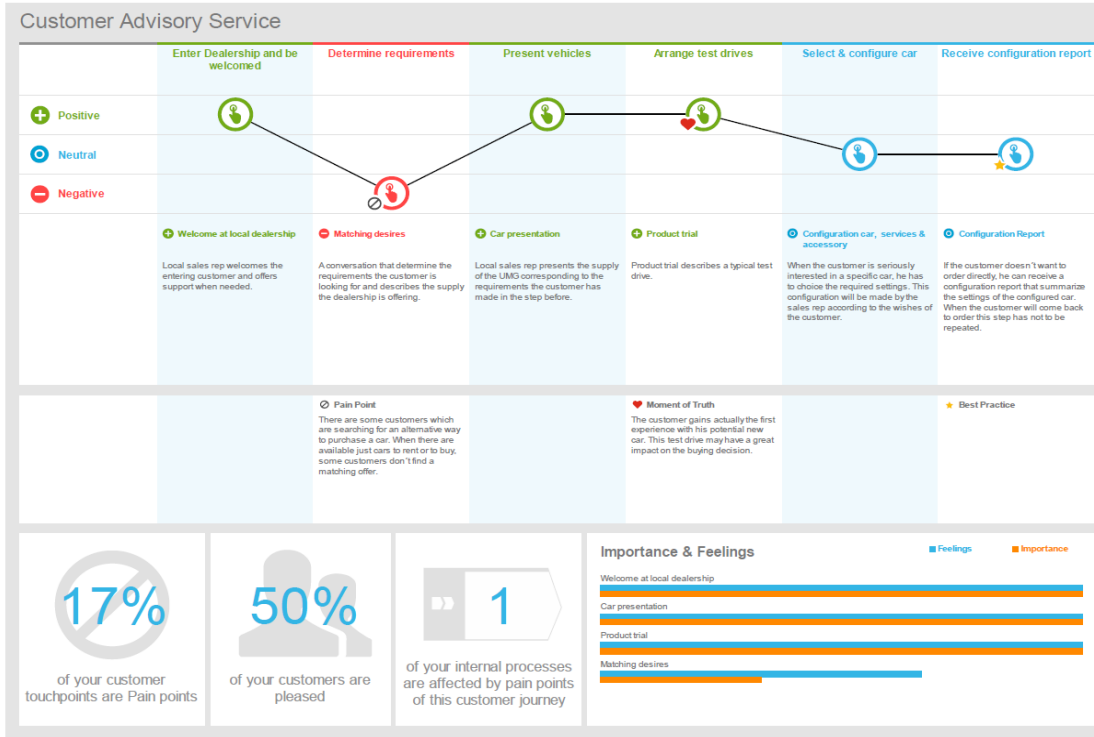 Customer Advisory Service
Enter Dealership and be
welcomed
Determine requirements
Present vehicles
Arrange test drives
Select & configure car
Receive configuration report
Positive
Neutral
Negative
Welcome at local dealership
Local sales rep welcomes the
entering customer and offers
support when needed.
Matching desires
A conversation that determine the
requirements the customer is
looking for and describes the supply
the dealership is offering.
Car presentation
Local sales rep presents the supply
of the UMG corresponding to the
requirements the customer has
made in the step before.
Product trial
Product trial describes a typical test
drive.
Configuration car, services &
accessory
When the customer is seriously
interested in a specific car, he has
to choice the required settings. This
configuration will be made by the
sales rep according to the wishes of
the customer.
Configuration Report
If the customer doesn't want to
order directly, he can receive a
configuration report that summarize
the settings of the configured car.
When the customer will come back
to order this step has not to be
repeated.
Pain Point
There are some customers which
are searching for an alternative way
to purchase a car. When there are
available just cars to rent or to buy,
some customers don't find a
matching offer.
Moment of Truth
The customer gains actually the first
experience with his potential new
car. This test drive may have a great
impact on the buying decision.
Best Practice
17%
of your customer
touchpoints are Pain points
50%
of your customers are
pleased
1
of your internal processes
are affected by pain points
of this customer journey
Importance & Feelings
Feelings
Importance
Welcome at local dealership
Car presentation
Product trial
Matching desires